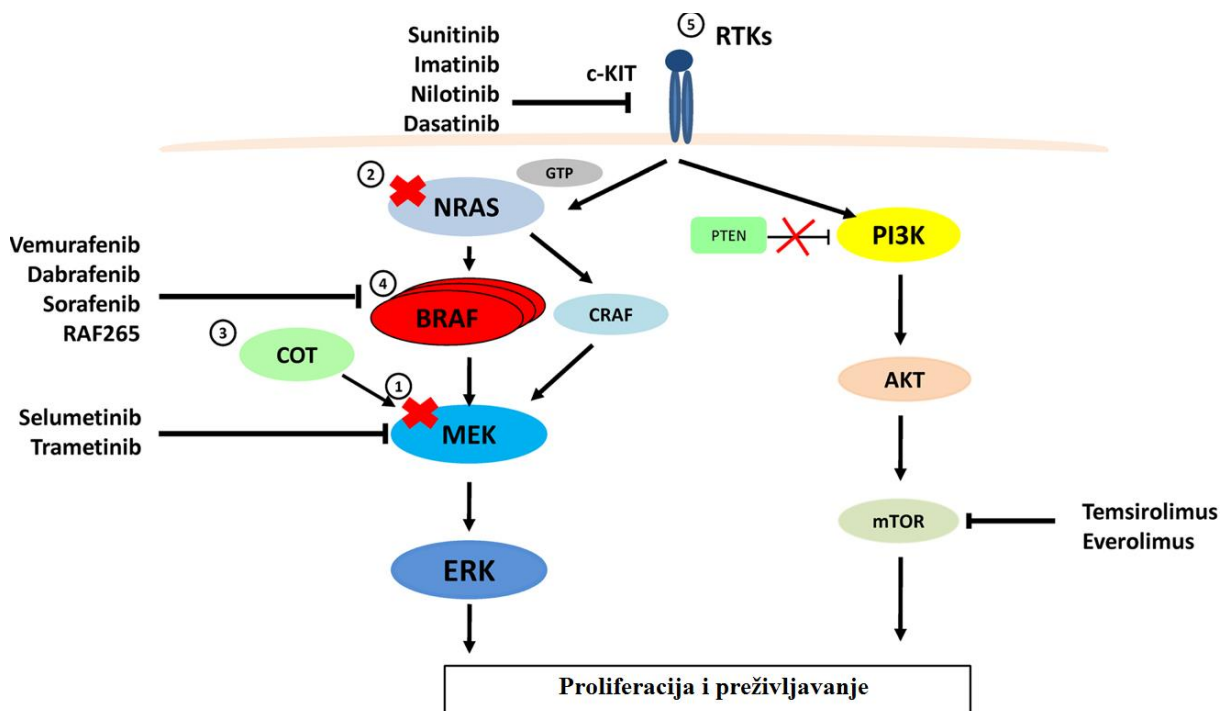 Sunitinib
Imatinib
Nilotinib
Dasatinib
c-KIT
5
RTKs
2
GTP
NRAS
PTEN
PI3K
Vemurafenib
Dabrafenib
Sorafenib
RAF265
4
BRAF
CRAF
3
COT
1
AKT
Selumetinib
Trametinib
MEK
mTOR
Temsirolimus
Everolimus
ERK
Proliferacija i preživljavanje